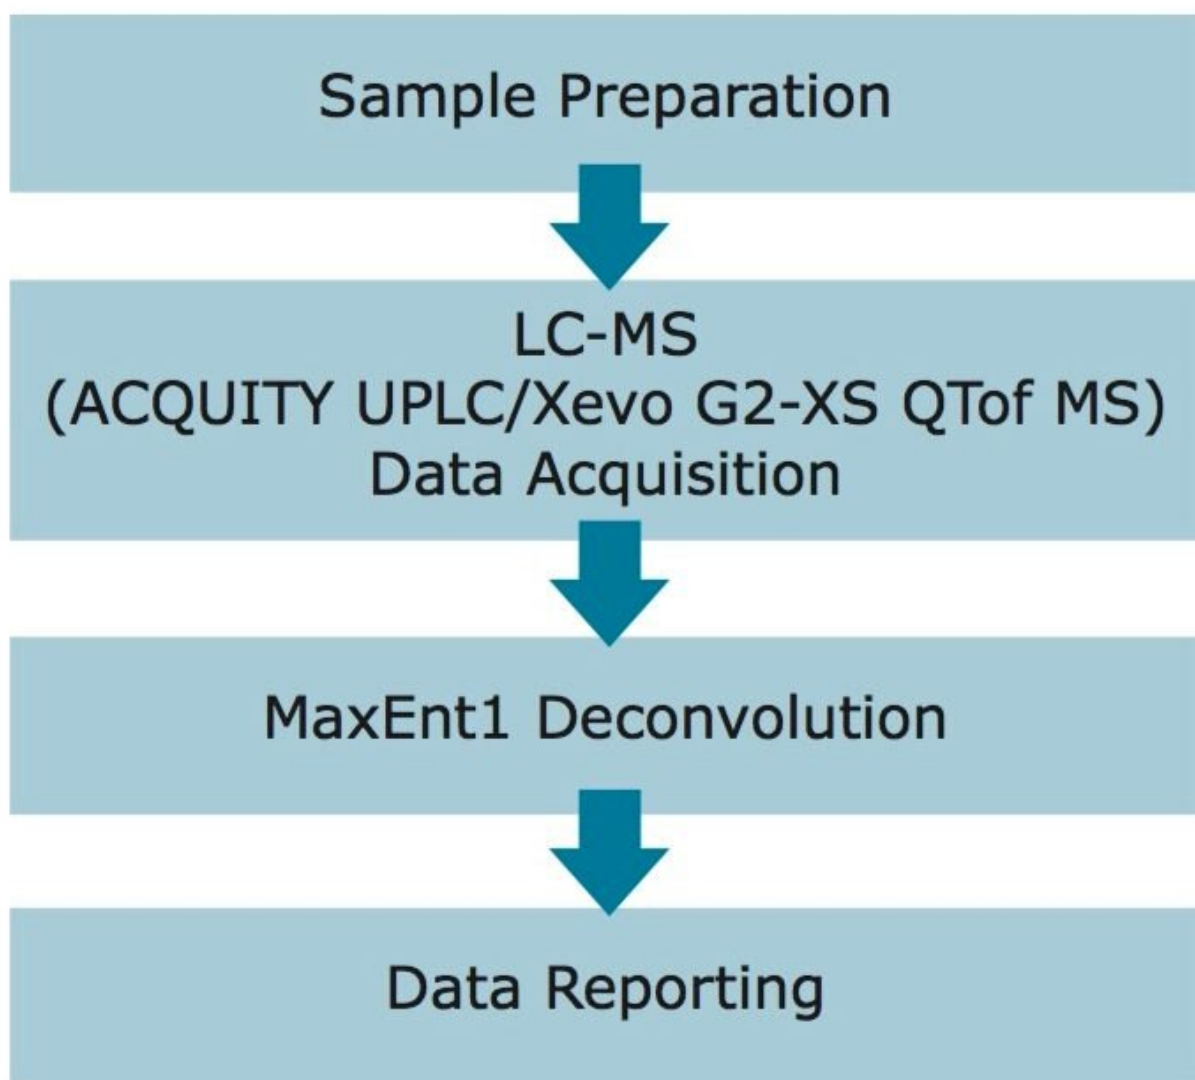 Sample Preparation
LC-MS
(ACQUITY UPLC/Xevo G2-XS QTof MS)
Data Acquisition
MaxEnt1 Deconvolution
Data Reporting